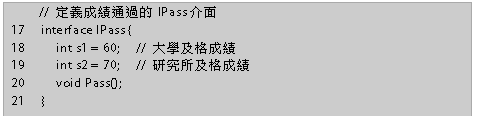 // 定義成績通過的 IPass 介面
17 interface IPass{
18 int s1 = 60; // 大學及格成績
19 int s2 = 70; // 研究所及格成績
20 void Pass();
21 }